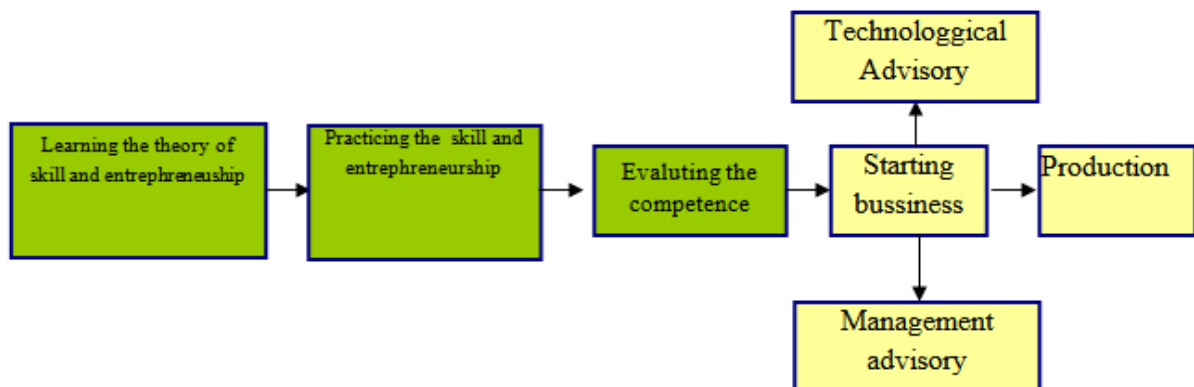 Technologgical
Advisory
Learning the theory of
skill and entrephreneuship
Practicing the skill and
entrephreneurship
Evaluting the
competence
Starting
bussiness
Production
Management
advisory